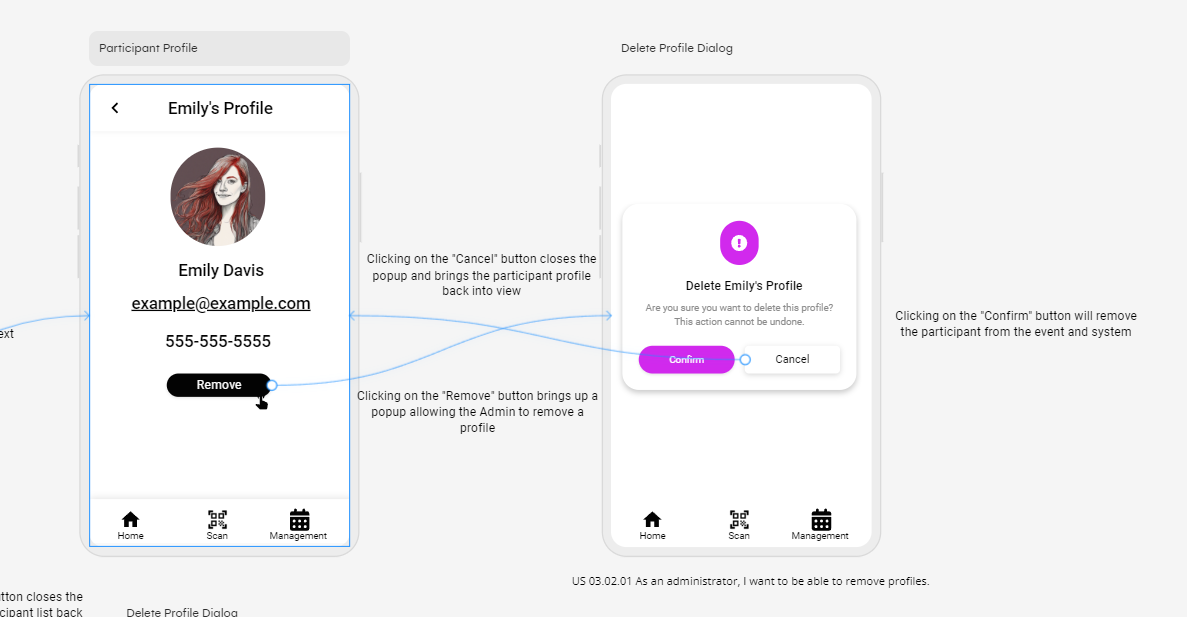 Participant Profile
Delete Profile Dialog
Emily's Profile
Emily Davis
example@example.com
555-555-5555
Remove
Home
Scan
Management
Clicking on the "Cancel" button closes the
popup and brings the participant profile
back into view
Clicking on the "Remove" button brings up a
popup allowing the Admin to remove a
profile
Delete Emily's Profile
Are you sure you want to delete this profile?
This action cannot be undone.
Confirm
Cancel
Home
Scan
Management
Clicking on the "Confirm" button will remove
the participant from the event and system
US 03.02.01 As an administrator, I want to be able to remove profiles.
ext
tton closes the
cipant list back
Delete Profile Dialog